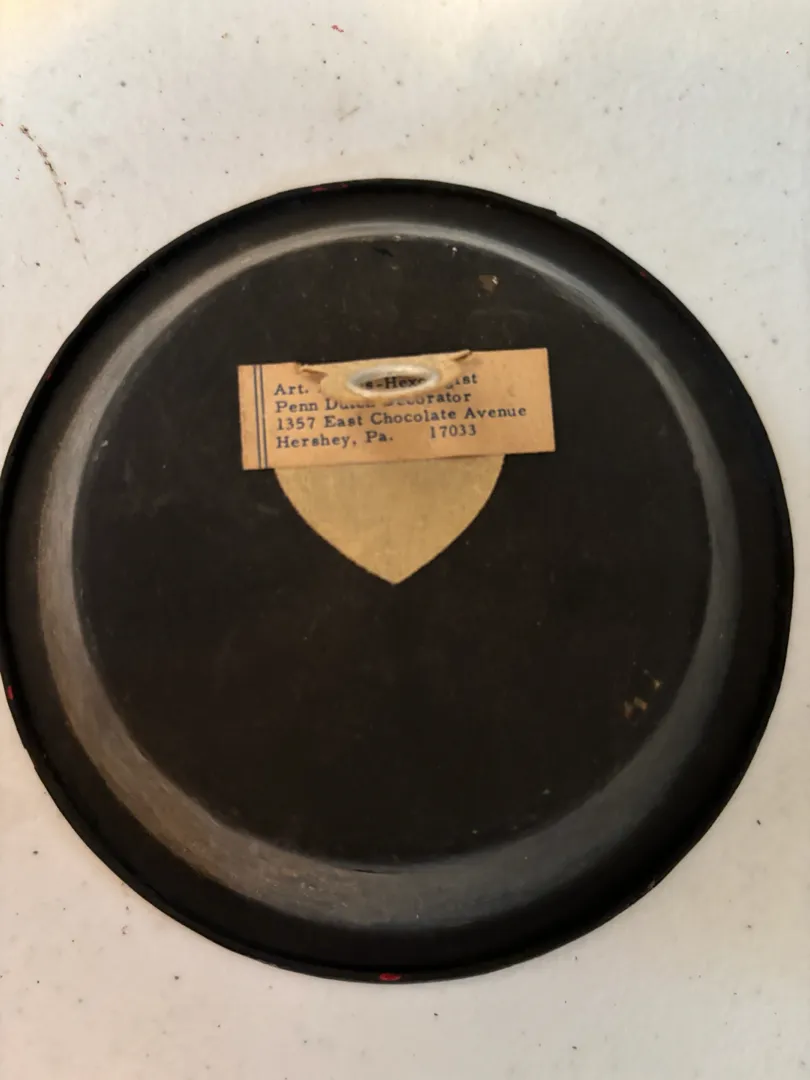 Art.
Penn Dutch Decorator
1357 East Chocolate Avenue
Hershey, Pa. 17033